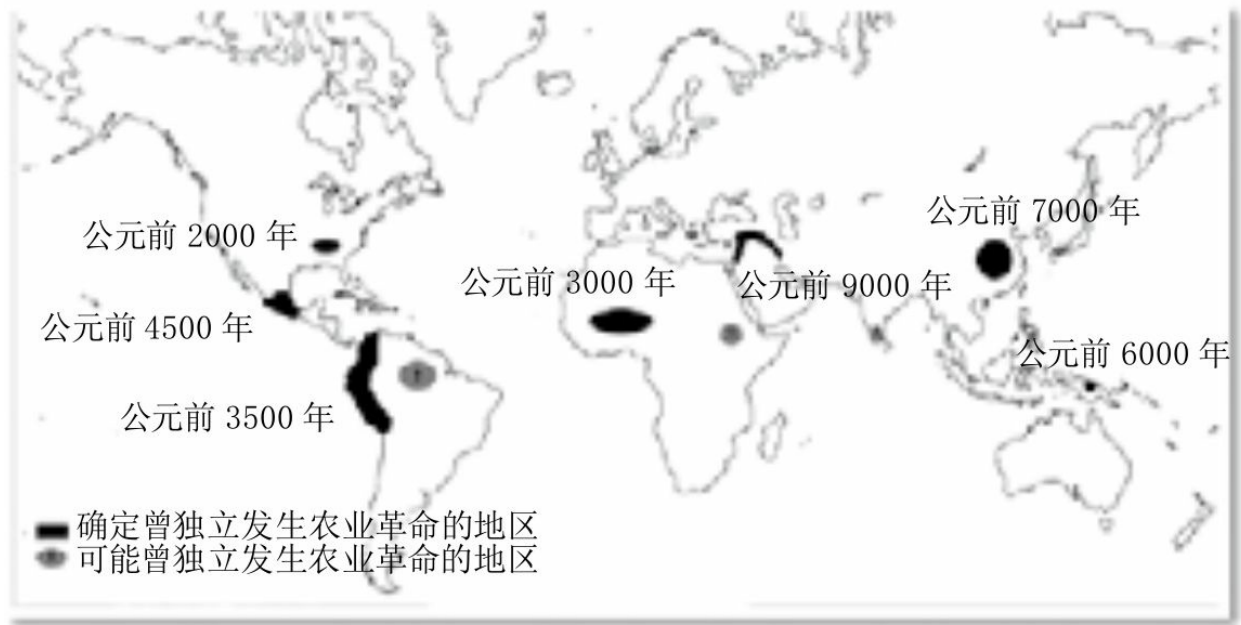 公元前 7000 年
公元前 2000 年
公元前 3000 年
公元前 9000 年
公元前 4500 年
公元前 6000 年
公元前 3500 年
确定曾独立发生农业革命的地区
可能曾独立发生农业革命的地区